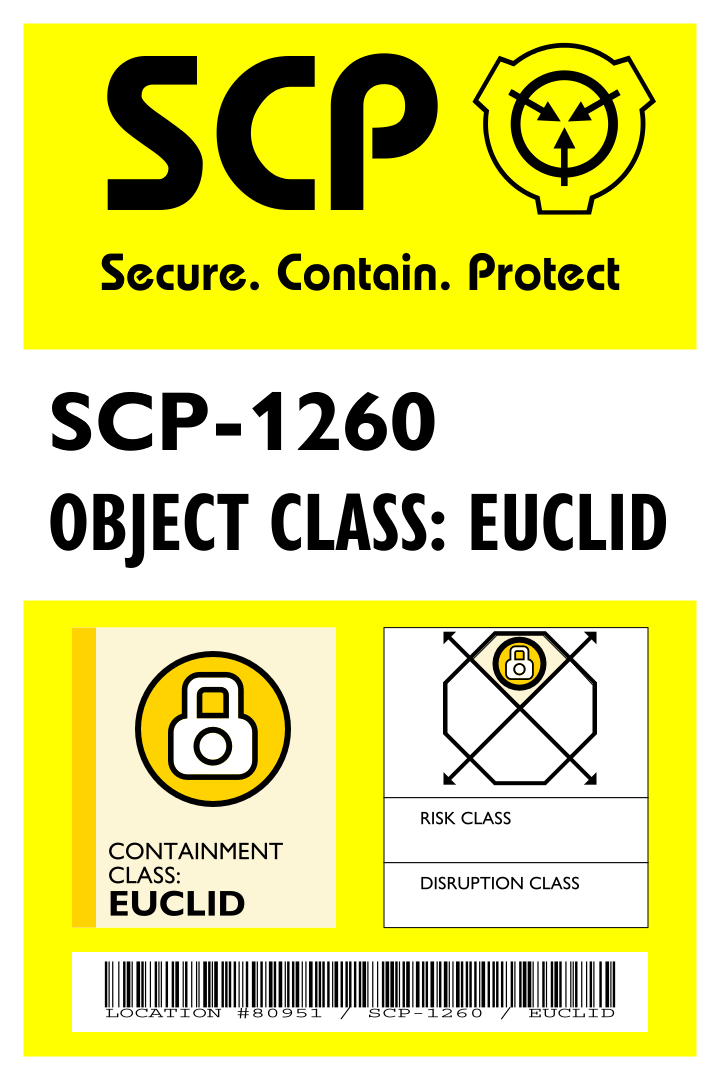 SCP
Secure. Contain. Protect
SCP-1260
OBJECT CLASS: EUCLID
CONTAINMENT
CLASS:
EUCLID
RISK CLASS
DISRUPTION CLASS
LOCATION #80951 / SCP-1260 / EUCLID